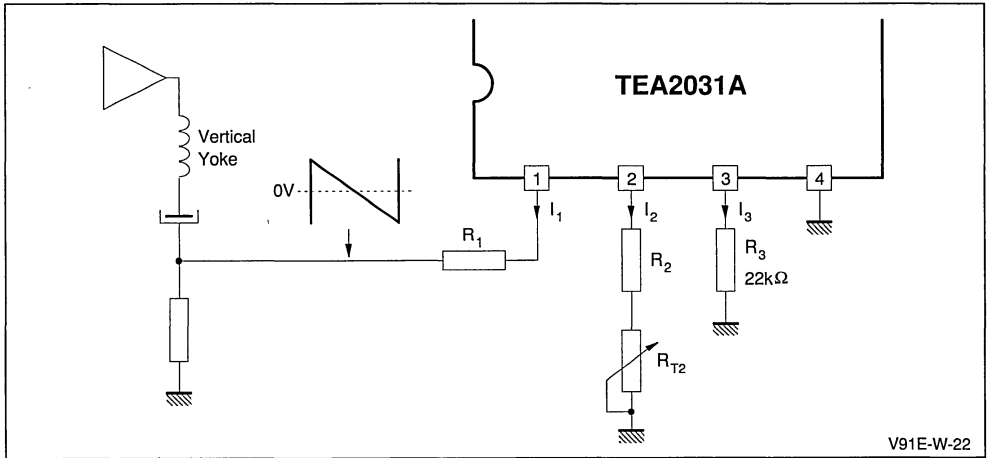 TEA2031A
Vertical
Yoke
0V
1
2
3
4
I1
I2
I3
R1
R2
R3
22kΩ
RT2
V91E-W-22